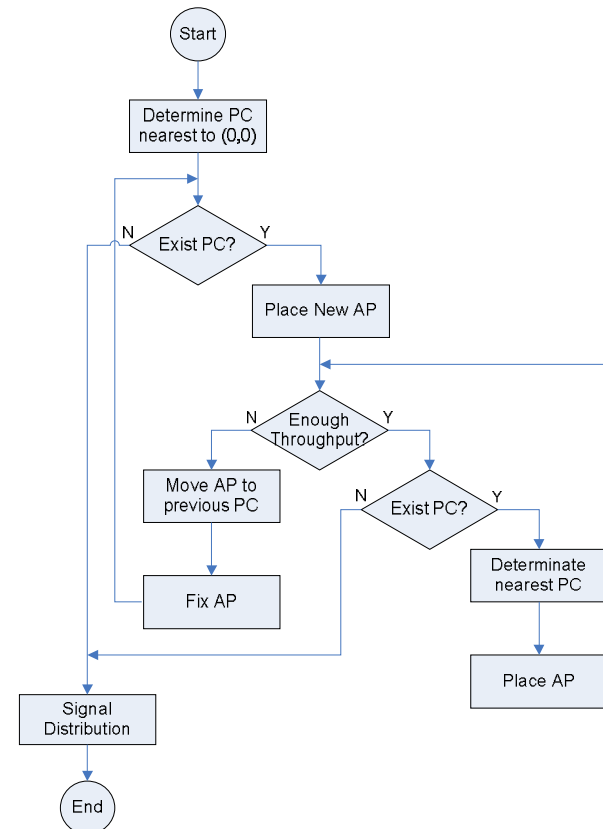 Start
Determine PC
nearest to (0,0)
N
Y
Exist PC?
Place New AP
N
Y
Enough
Throughput?
Move AP to
previous PC
N
Y
Exist PC?
Determinate
nearest PC
Fix AP
Place AP
Signal
Distribution
End